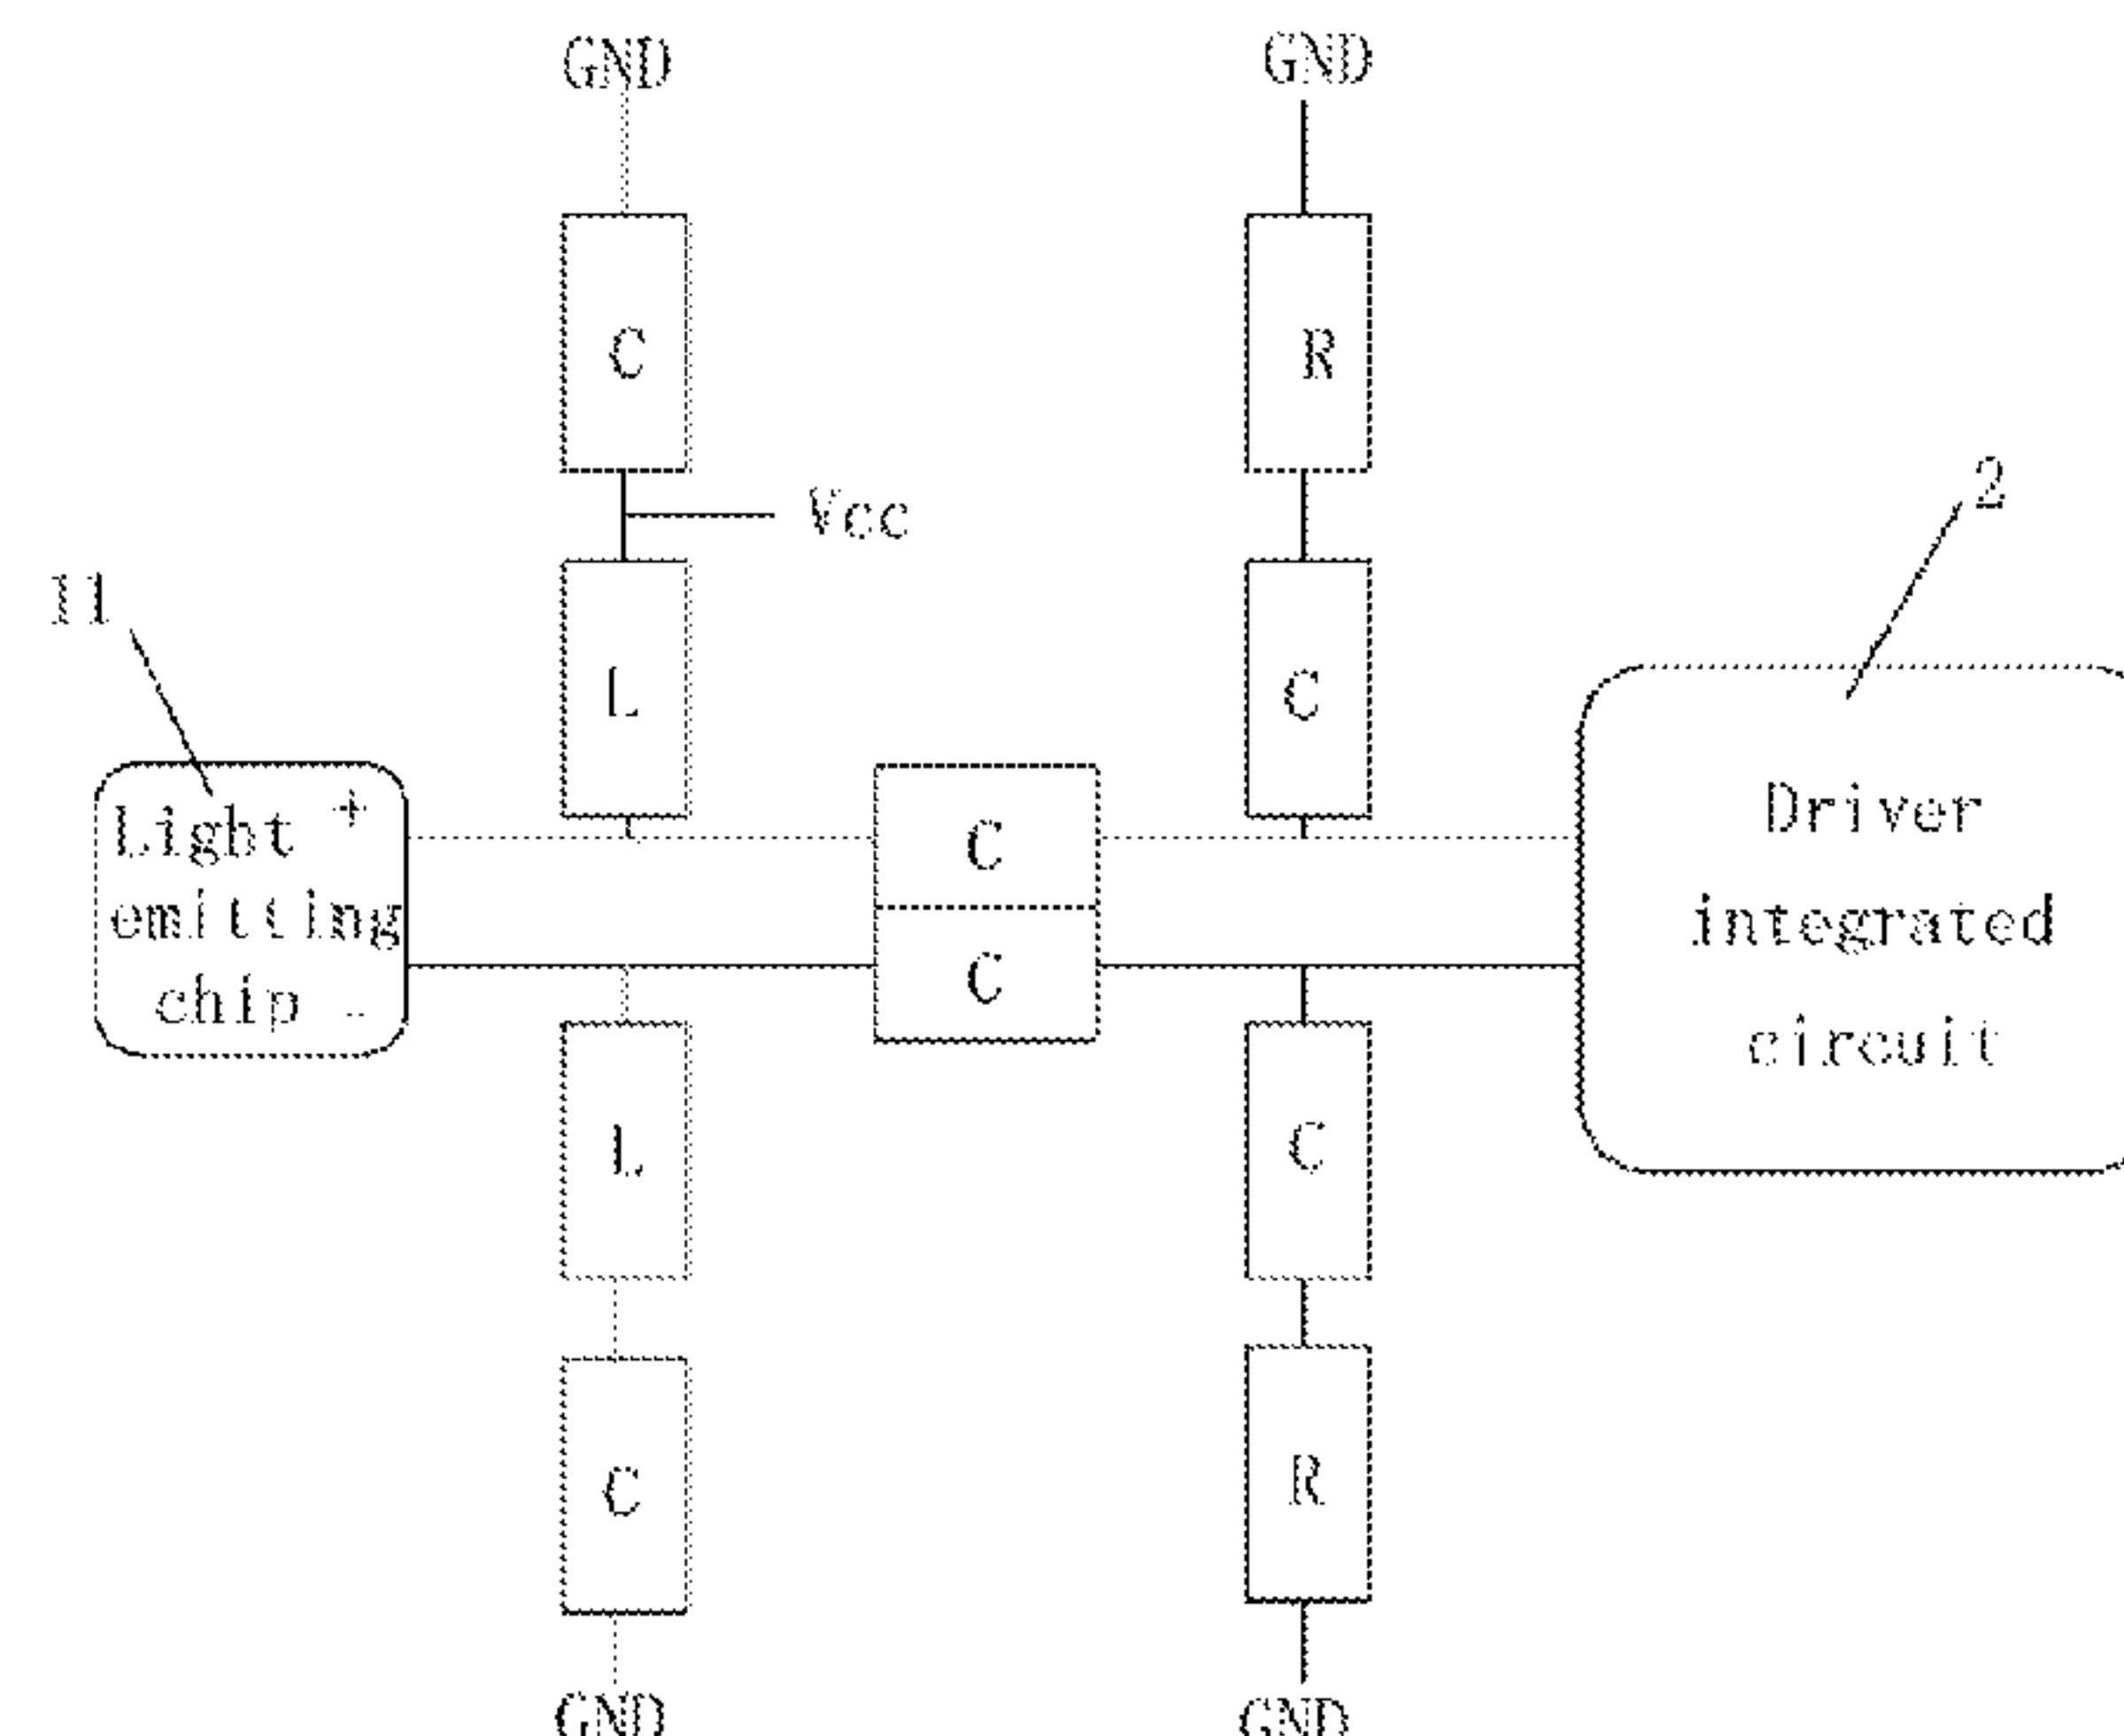 GND
GND
C
R
Vcc
2
11
L
C
Light +
emitting
chip -
C
C
Driver
integrated
circuit
L
C
C
R
GND
GND